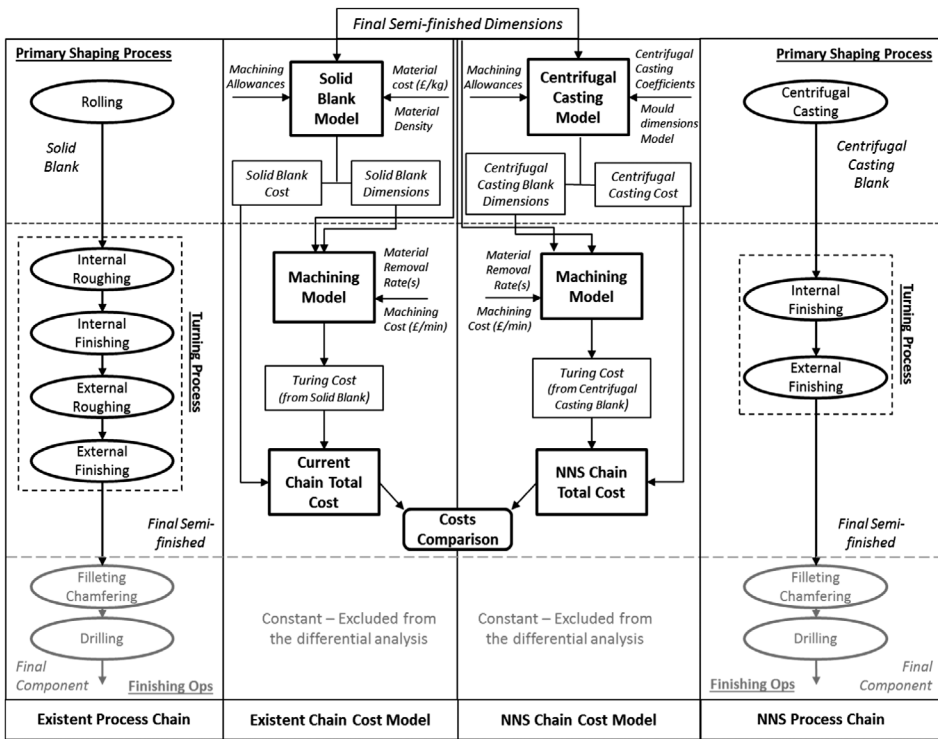 Final Semi-finished Dimensions
Primary Shaping Process
Rolling
Solid
Blank
Internal
Roughing
Internal
Finishing
External
Roughing
External
Finishing
Turning Process
Final Semi-
finished
Filleting
Chamfering
Drilling
Final
Component
Finishing Ops
Existent Process Chain
Machining
Allowances
Solid
Blank
Model
Material
cost (£/kg)
Material
Density
Solid Blank
Cost
Solid Blank
Dimensions
Machining
Model
Material
Removal
Rate(s)
Machining
Cost (£/min)
Turing Cost
(from Solid Blank)
Current
Chain Total
Cost
Costs
Comparison
Constant – Excluded from
the differential analysis
Existent Chain Cost Model
Machining
Allowances
Centrifugal
Casting
Model
Centrifugal
Casting
Coefficients
Mould
dimensions
Model
Centrifugal
Casting Blank
Dimensions
Centrifugal
Casting Cost
Material
Removal
Rate(s)
Machining
Cost (£/min)
Machining
Model
Turing Cost
(from Centrifugal
Casting Blank)
NNS Chain
Total Cost
Constant – Excluded from
the differential analysis
NNS Chain Cost Model
Primary Shaping Process
Centrifugal
Casting
Centrifugal
Casting
Blank
Internal
Finishing
External
Finishing
Turning Process
Final Semi-
finished
Filleting
Chamfering
Drilling
Final
Component
Finishing Ops
NNS Process Chain